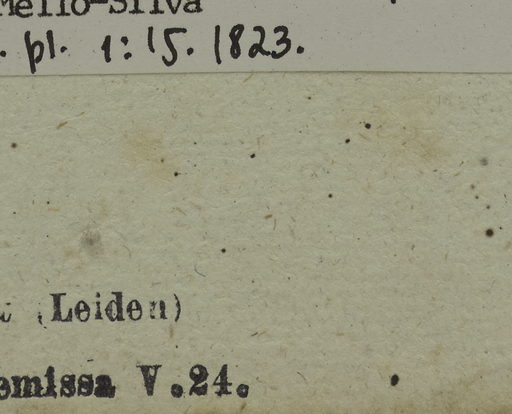 Mello-Silva
. pl. 1:15. 1823.
(Leiden)
emissa V.24.